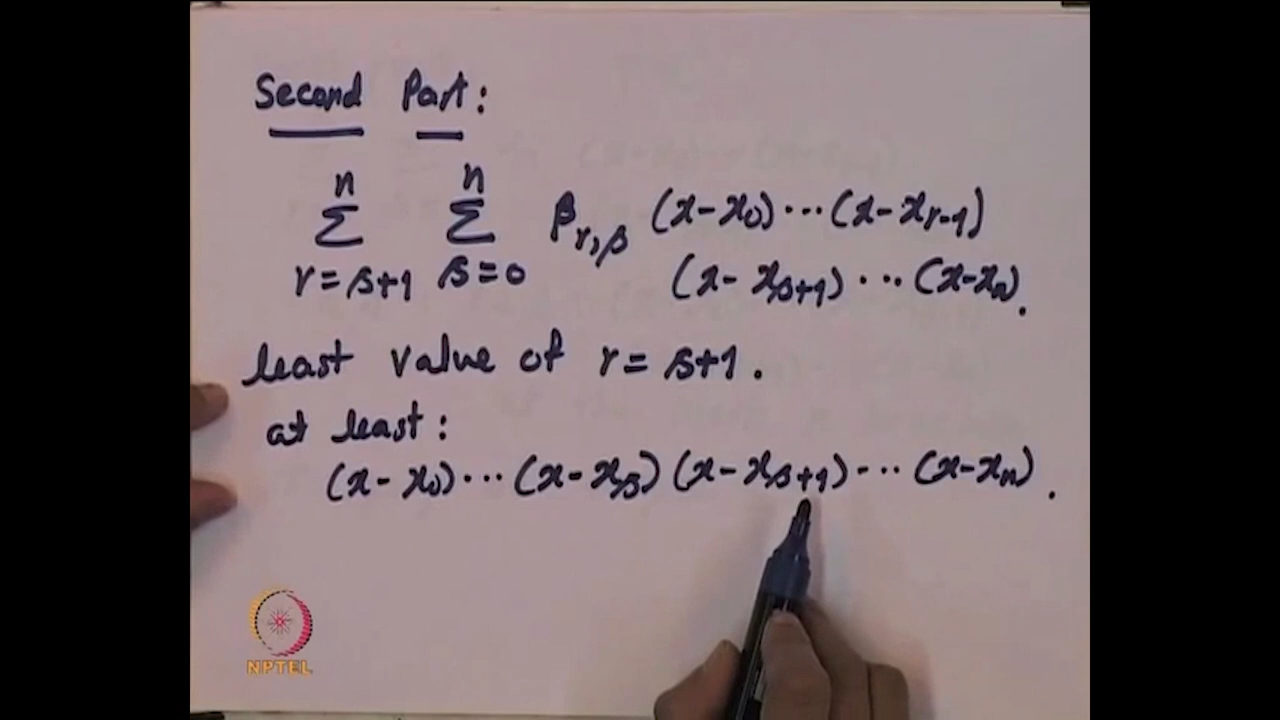 Second Part:
n n
Σ Σ β_{r,s} (x-x_0)···(x-x_{r-1})
r=s+1 s=0 (x-x_{s+1})···(x-x_n).
least value of r=s+1.
at least:
(x-x_0)···(x-x_s)(x-x_{s+1})-··(x-x_n).
NPTEL